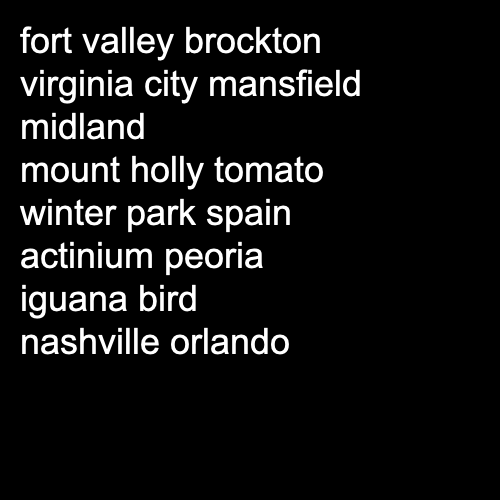 fort valley brockton
virginia city mansfield
midland
mount holly tomato
winter park spain
actinium peoria
iguana bird
nashville orlando